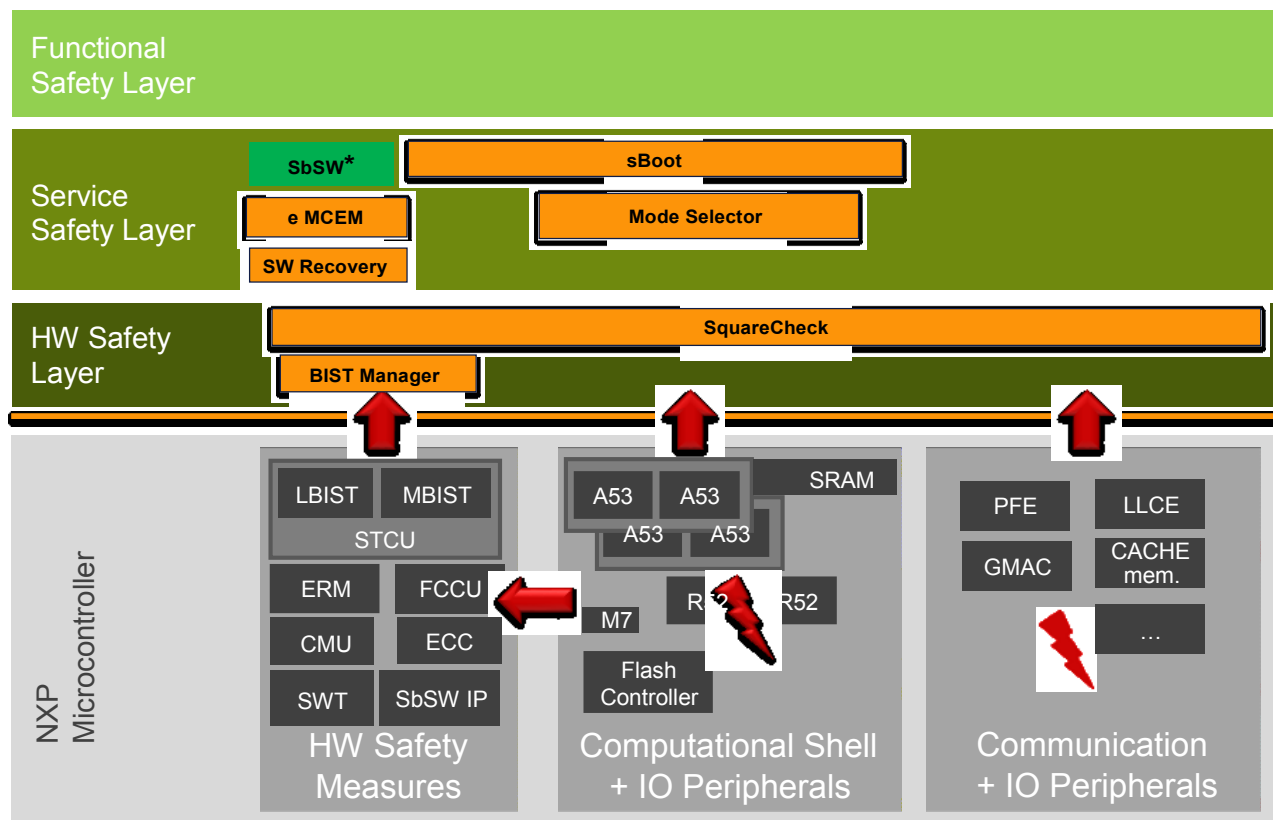 Functional
Safety Layer
SbSW*
sBoot
Service
Safety Layer
e MCEM
Mode Selector
SW Recovery
HW Safety
Layer
SquareCheck
BIST Manager
NXP
Microcontroller
LBIST
MBIST
STCU
ERM
FCCU
CMU
ECC
SWT
SbSW IP
HW Safety
Measures
A53
A53
SRAM
A53
A53
R52
R52
M7
Flash
Controller
Computational Shell
+ IO Peripherals
PFE
LLCE
GMAC
CACHE
mem.
…
Communication
+ IO Peripherals